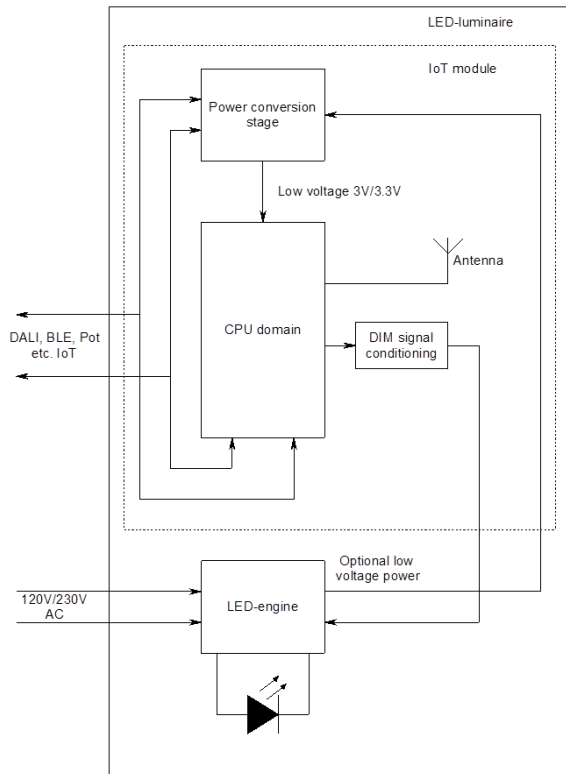 LED-luminaire
IoT module
Power conversion
stage
Low voltage 3V/3.3V
Antenna
CPU domain
DIM signal
conditioning
DALI, BLE, Pot
etc. IoT
Optional low
voltage power
120V/230V
AC
LED-engine